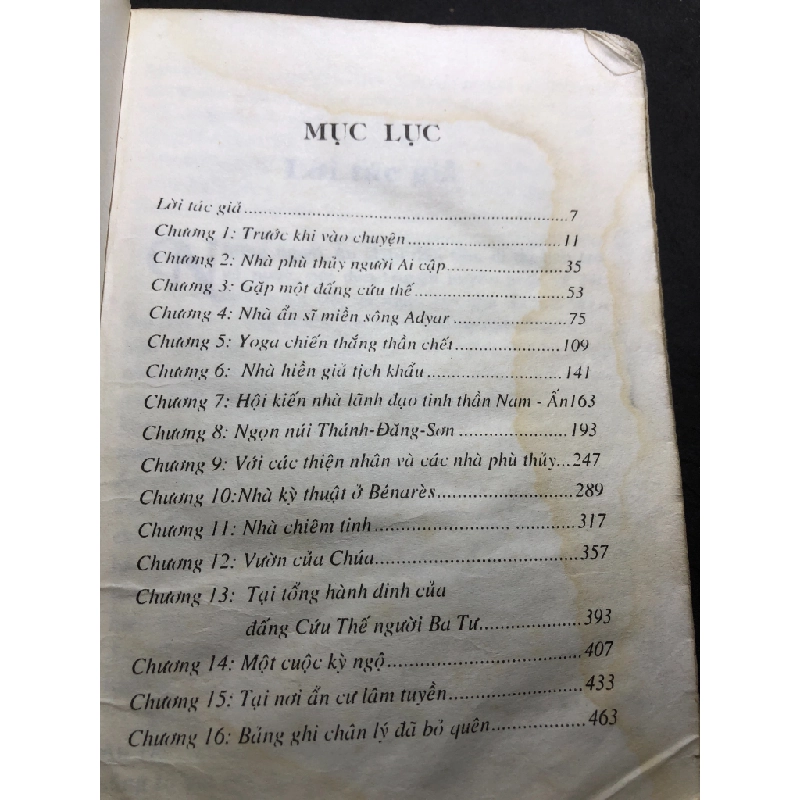 MỤC LỤC
Lời tác giả........................................................7
Chương 1: Trước khi vào chuyện............................11
Chương 2: Nhà phù thủy người Ai cập....................35
Chương 3: Gặp một đấng cứu thế..........................53
Chương 4: Nhà ẩn sĩ miền sông Adyar....................75
Chương 5: Yoga chiến thắng thần chết..................109
Chương 6: Nhà hiền giả tịch khẩu........................141
Chương 7: Hội kiến nhà lãnh đạo tinh thần Nam - Ấn163
Chương 8: Ngọn núi Thánh-Đăng-Sơn ..................193
Chương 9: Với các thiện nhân và các nhà phù thủy...247
Chương 10:Nhà kỳ thuật ở Bénarès......................289
Chương 11: Nhà chiêm tinh..................................317
Chương 12: Vườn của Chúa..................................357
Chương 13: Tại tổng hành dinh của
đấng Cứu Thế người Ba Tư..................393
Chương 14: Một cuộc kỳ ngộ................................407
Chương 15: Tại nơi ẩn cư lâm tuyền......................433
Chương 16: Bảng ghi chân lý đã bỏ quên................463